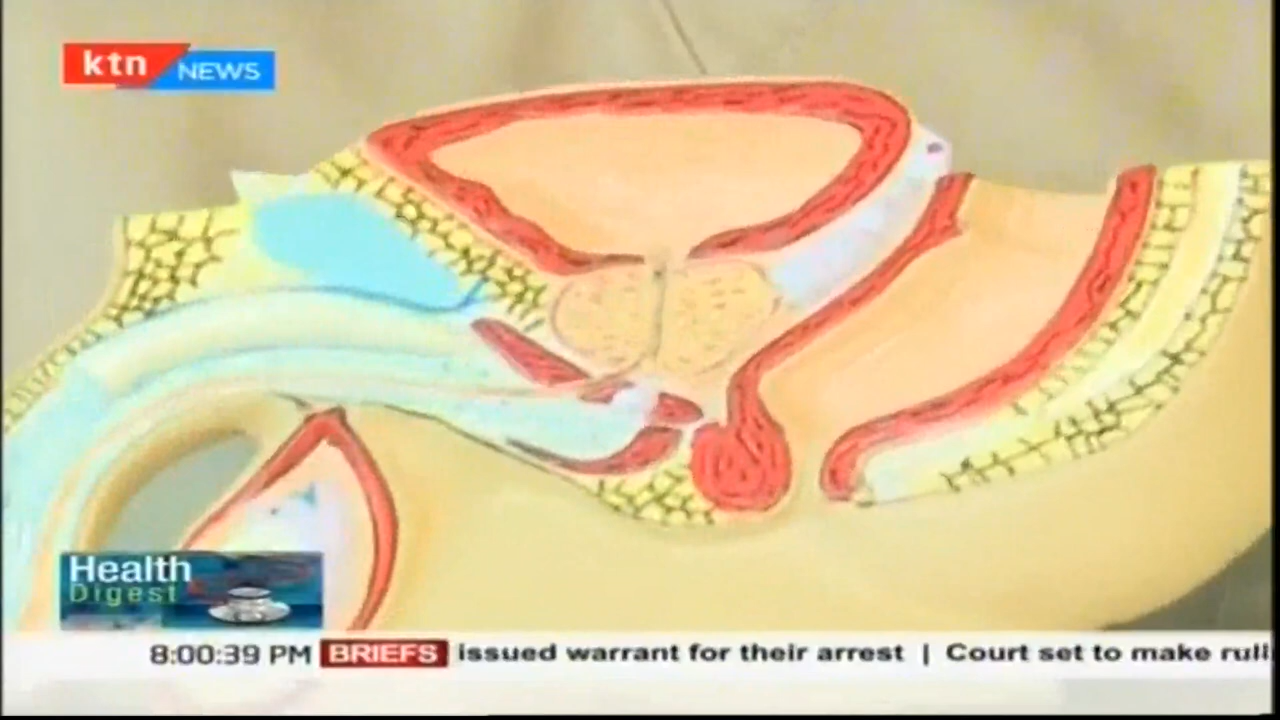 ktn NEWS
Health
Digest
8:00:39 PM BRIEFS issued warrant for their arrest | Court set to make